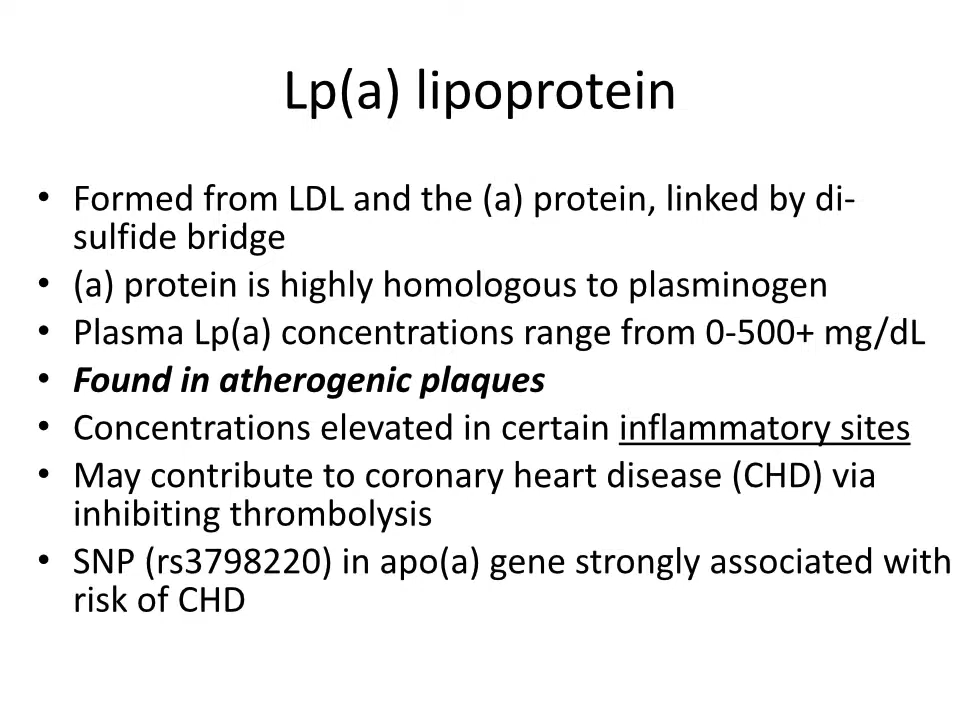 Lp(a) lipoprotein
• Formed from LDL and the (a) protein, linked by di-
sulfide bridge
• (a) protein is highly homologous to plasminogen
• Plasma Lp(a) concentrations range from 0-500+ mg/dL
• Found in atherogenic plaques
• Concentrations elevated in certain inflammatory sites
• May contribute to coronary heart disease (CHD) via
inhibiting thrombolysis
• SNP (rs3798220) in apo(a) gene strongly associated with
risk of CHD